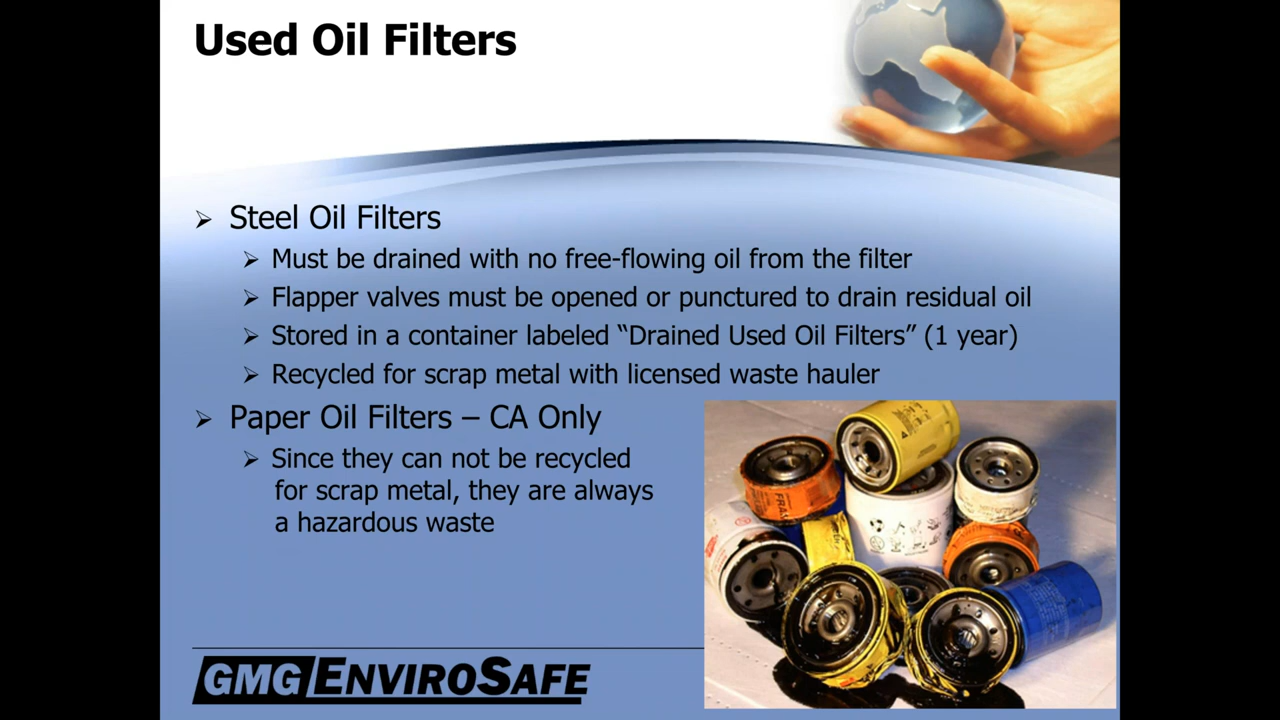 Used Oil Filters
➢ Steel Oil Filters
➢ Must be drained with no free-flowing oil from the filter
➢ Flapper valves must be opened or punctured to drain residual oil
➢ Stored in a container labeled “Drained Used Oil Filters” (1 year)
➢ Recycled for scrap metal with licensed waste hauler
➢ Paper Oil Filters – CA Only
➢ Since they can not be recycled
for scrap metal, they are always
a hazardous waste
FRAM
GMG ENVIROSAFE